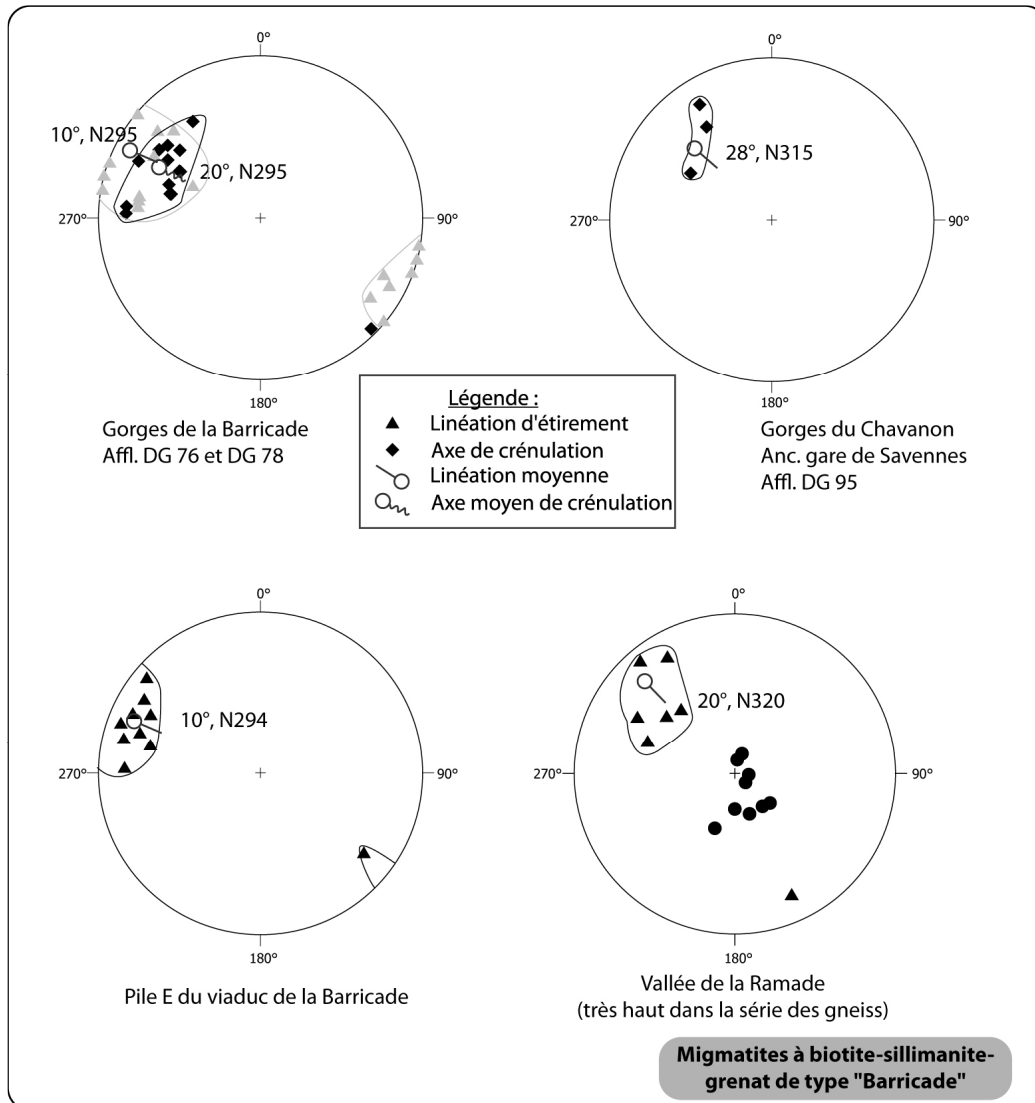 0°
0°
10°, N295
20°, N295
28°, N315
270°
90°
270°
90°
180°
180°
Gorges de la Barricade
Affl. DG 76 et DG 78
Légende :
Linéation d'étirement
Axe de crénulation
Linéation moyenne
Axe moyen de crénulation
Gorges du Chavanon
Anc. gare de Savennes
Affl. DG 95
0°
0°
10°, N294
20°, N320
270°
90°
270°
90°
180°
180°
Pile E du viaduc de la Barricade
Vallée de la Ramade
(très haut dans la série des gneiss)
Migmatites à biotite-sillimanite-
grenat de type "Barricade"